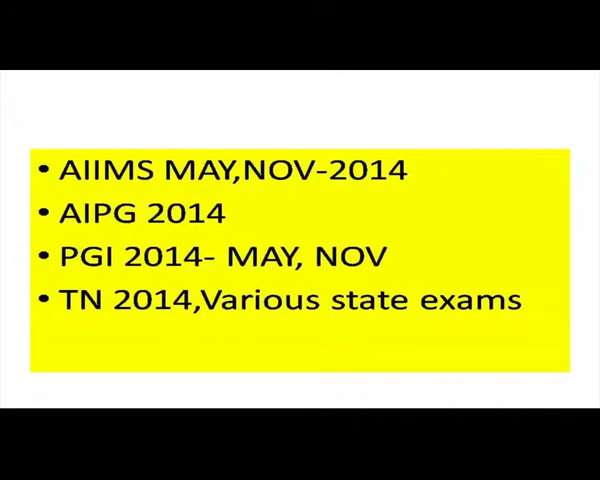 • AIIMS MAY,NOV-2014
• AIPG 2014
• PGI 2014- MAY, NOV
• TN 2014,Various state exams